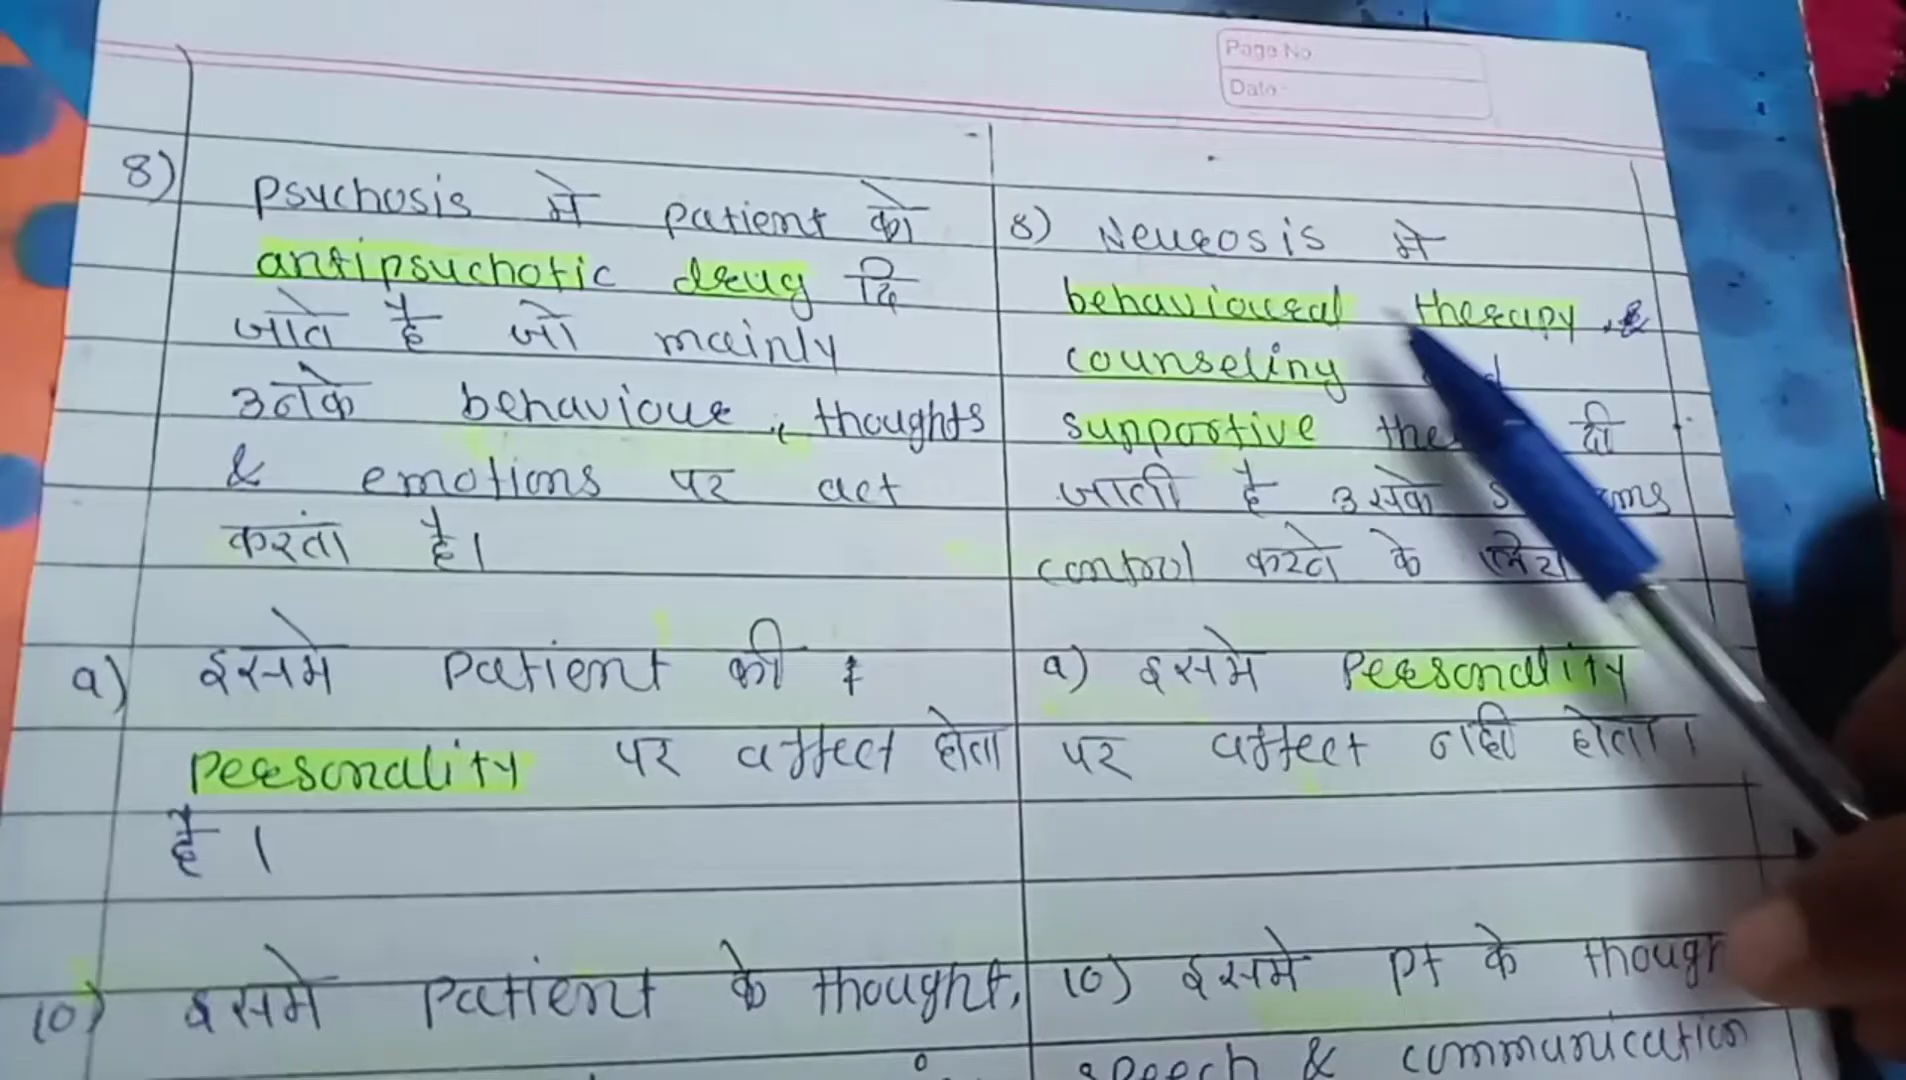 Page No
Date
8)
Psychosis मे patient को
antipsychotic drug दि
जाते है जो mainly
उनके behaviour, thoughts
& emotions पर act
करता है।
9) इसमे patient की
personality पर affect होता
है।
10) इसमे patient के thought,
8) Neurosis मे
behavioural therapy, &
counseling
supportive दी
जाती है उसके
control करने के लिए
9) इसमे Personality
पर affect नही होता।
10) इसमे pt के
speech & communication